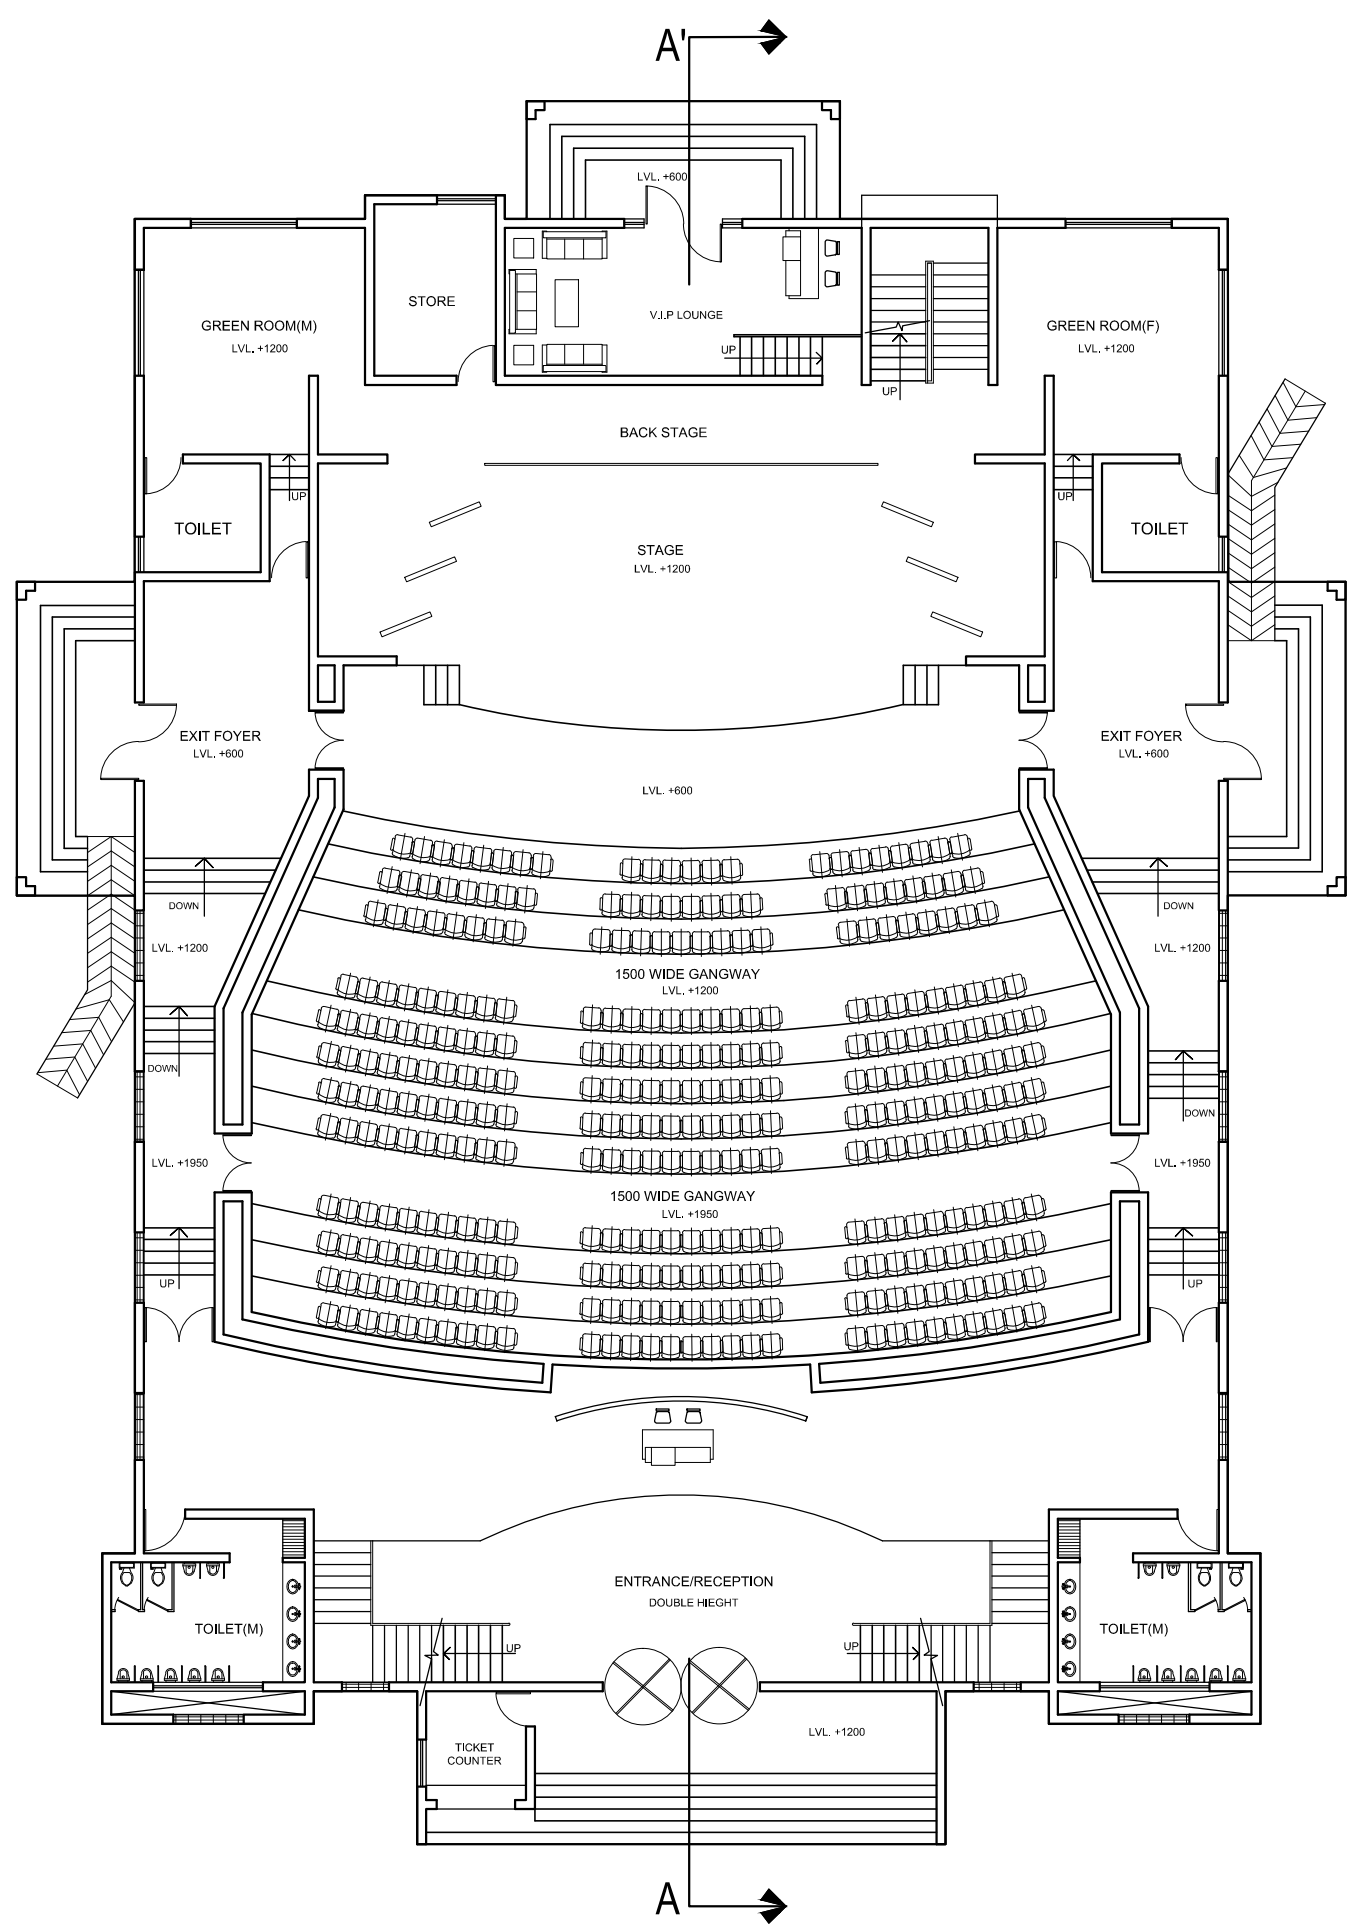 A'
LVL. +600
STORE
V.I.P LOUNGE
GREEN ROOM(M)
LVL. +1200
GREEN ROOM(F)
LVL. +1200
UP
UP
BACK STAGE
UP
UP
TOILET
TOILET
STAGE
LVL. +1200
EXIT FOYER
LVL. +600
EXIT FOYER
LVL. +600
LVL. +600
DOWN
DOWN
LVL. +1200
LVL. +1200
1500 WIDE GANGWAY
LVL. +1200
DOWN
DOWN
LVL. +1950
LVL. +1950
1500 WIDE GANGWAY
LVL. +1950
UP
UP
ENTRANCE/RECEPTION
DOUBLE HIEGHT
TOILET(M)
TOILET(M)
UP
UP
LVL. +1200
TICKET
COUNTER
A